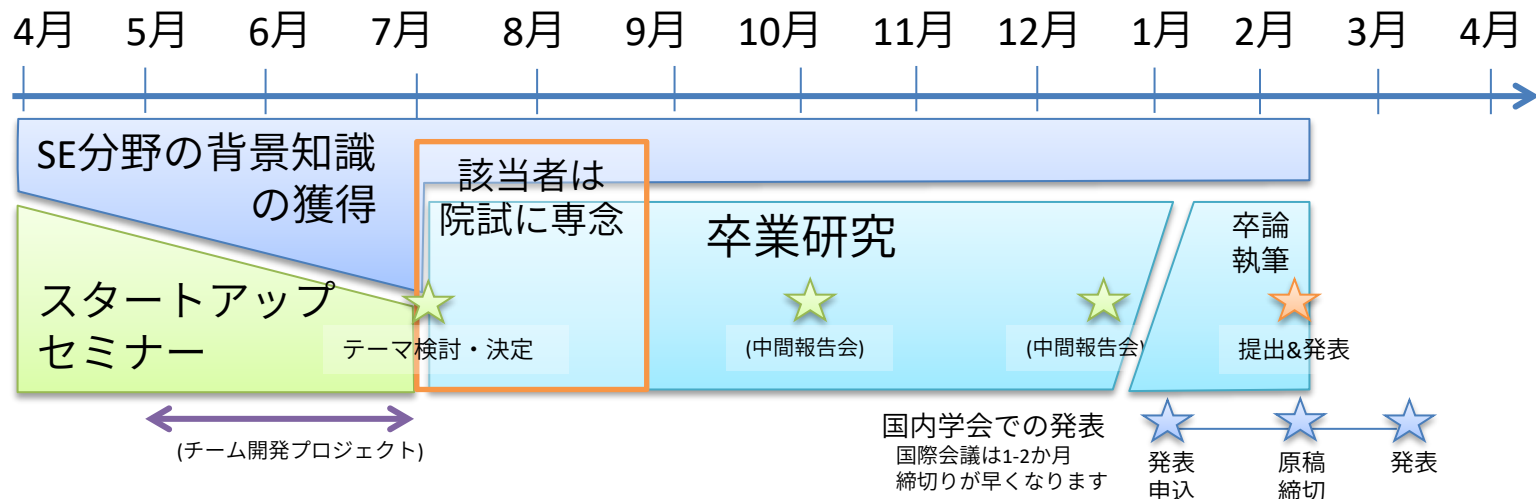 4月 5月 6月 7月 8月 9月 10月 11月 12月 1月 2月 3月 4月
SE分野の背景知識
の獲得
該当者は
院試に専念
卒業研究
卒論
執筆
スタートアップ
セミナー
テーマ検討・決定
(中間報告会)
(中間報告会)
提出&発表
(チーム開発プロジェクト)
国内学会での発表
国際会議は1-2か月
締切りが早くなります
発表
申込
原稿
締切
発表